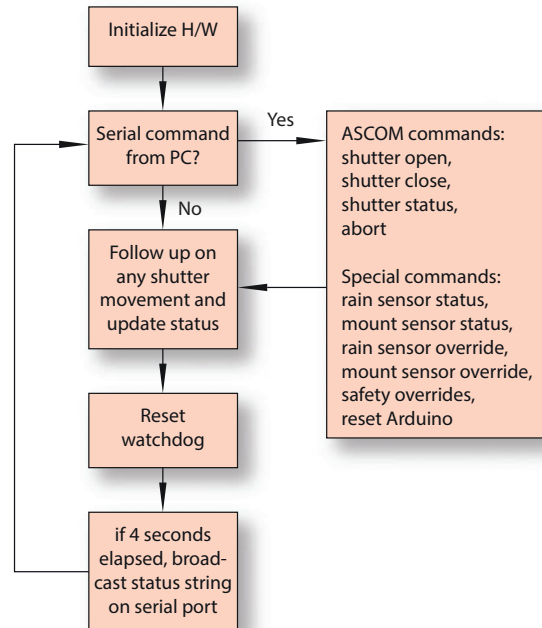 Initialize H/W
Serial command
from PC?
Yes
No
ASCOM commands:
shutter open,
shutter close,
shutter status,
abort
Special commands:
rain sensor status,
mount sensor status,
rain sensor override,
mount sensor override,
safety overrides,
reset Arduino
Follow up on
any shutter
movement and
update status
Reset
watchdog
if 4 seconds
elapsed, broad-
cast status string
on serial port